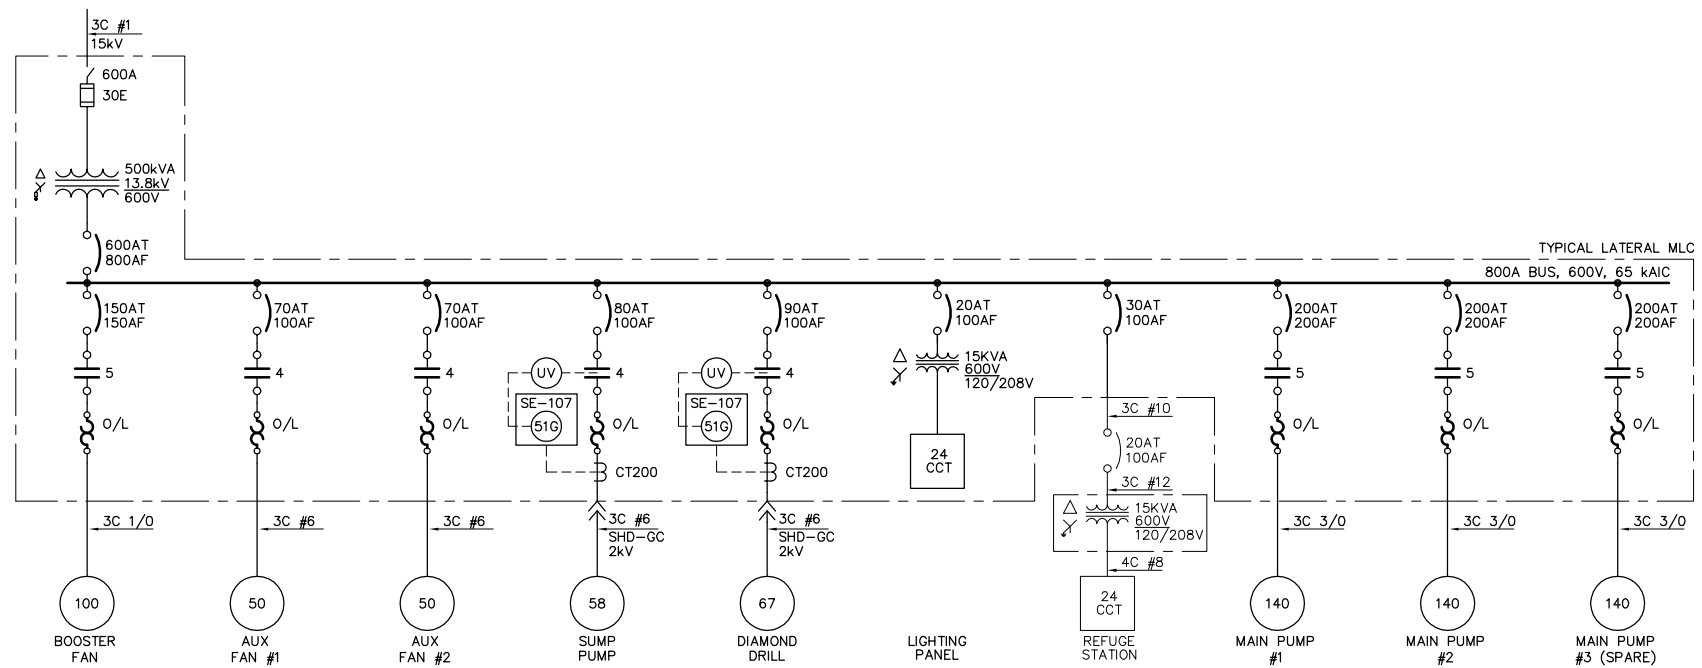 3C #1
15kV
600A
30E
500kVA
13.8kV
600V
600AT
800AF
TYPICAL LATERAL MLC
800A BUS, 600V, 65 kAIC
150AT
150AF
70AT
100AF
70AT
100AF
80AT
100AF
90AT
100AF
20AT
100AF
30AT
100AF
200AT
200AF
200AT
200AF
200AT
200AF
5
4
4
UV
4
UV
4
15KVA
600V
120/208V
5
5
5
O/L
O/L
O/L
SE-107
51G
O/L
SE-107
51G
O/L
3C #10
20AT
100AF
O/L
O/L
O/L
CT200
CT200
24
CCT
3C #12
15KVA
600V
120/208V
3C 1/0
3C #6
3C #6
3C #6
SHD-GC
2kV
3C #6
SHD-GC
2kV
4C #8
3C 3/0
3C 3/0
3C 3/0
100
50
50
58
67
24
CCT
140
140
140
BOOSTER
FAN
AUX
FAN #1
AUX
FAN #2
SUMP
PUMP
DIAMOND
DRILL
LIGHTING
PANEL
REFUGE
STATION
MAIN PUMP
#1
MAIN PUMP
#2
MAIN PUMP
#3 (SPARE)